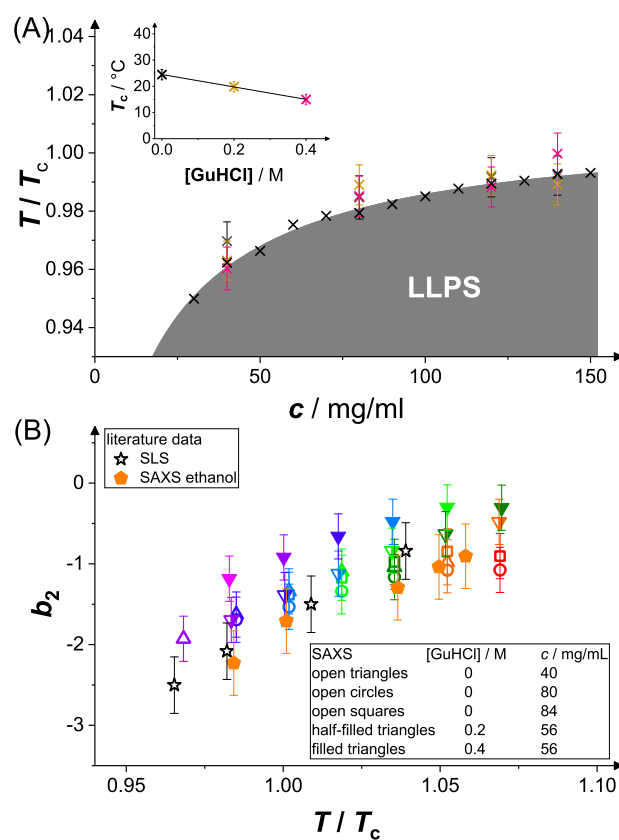 (A)
1.04
1.02
1.00
0.98
0.96
0.94
T / Tc
40
30
20
10
0
Tc / °C
0.0 0.2 0.4
[GuHCl] / M
LLPS
0 50 100 150
c / mg/ml
(B)
literature data
SLS
SAXS ethanol
0
-1
-2
-3
b2
SAXS [GuHCl] / M c / mg/mL
open triangles 0 40
open circles 0 80
open squares 0 84
half-filled triangles 0.2 56
filled triangles 0.4 56
0.95 1.00 1.05 1.10
T / Tc